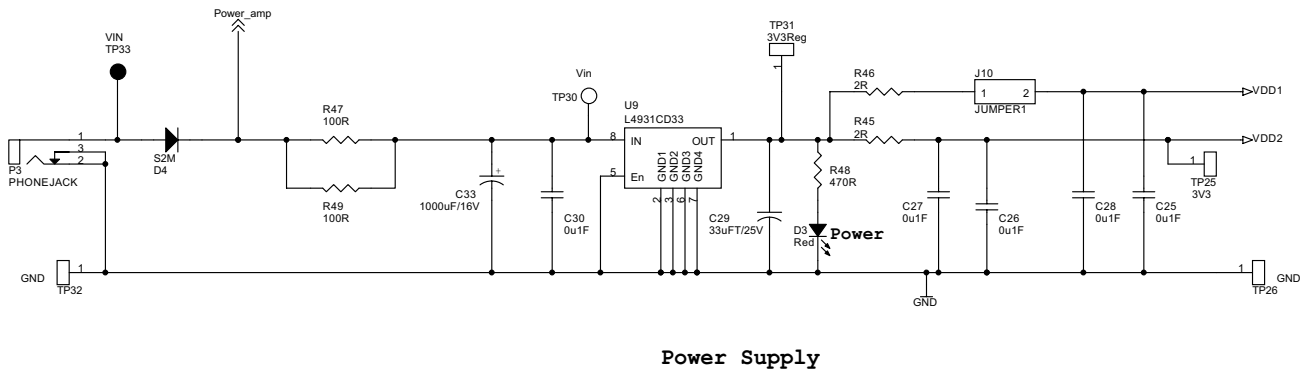 Power_amp
VIN
TP33
1
3
2
P3
PHONEJACK
S2M
D4
R47
100R
R49
100R
C33
1000uF/16V
+
Vin
TP30
C30
0u1F
U9
L4931CD33
8
IN
OUT
1
5
En
GND1
GND2
GND3
GND4
2
3
6
7
TP31
3V3Reg
1
C29
33uFT/25V
R48
470R
D3
Red
Power
R46
2R
R45
2R
J10
1
2
JUMPER1
C27
0u1F
C26
0u1F
C28
0u1F
C25
0u1F
VDD1
VDD2
1
TP25
3V3
GND
1
TP32
GND
1
TP26
GND
Power Supply